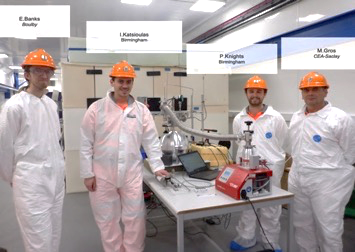 E.Banks
Boulby
I.Katsioulas
Birmingham
P.Knights
Birmingham
M.Gros
CEA-Saclay